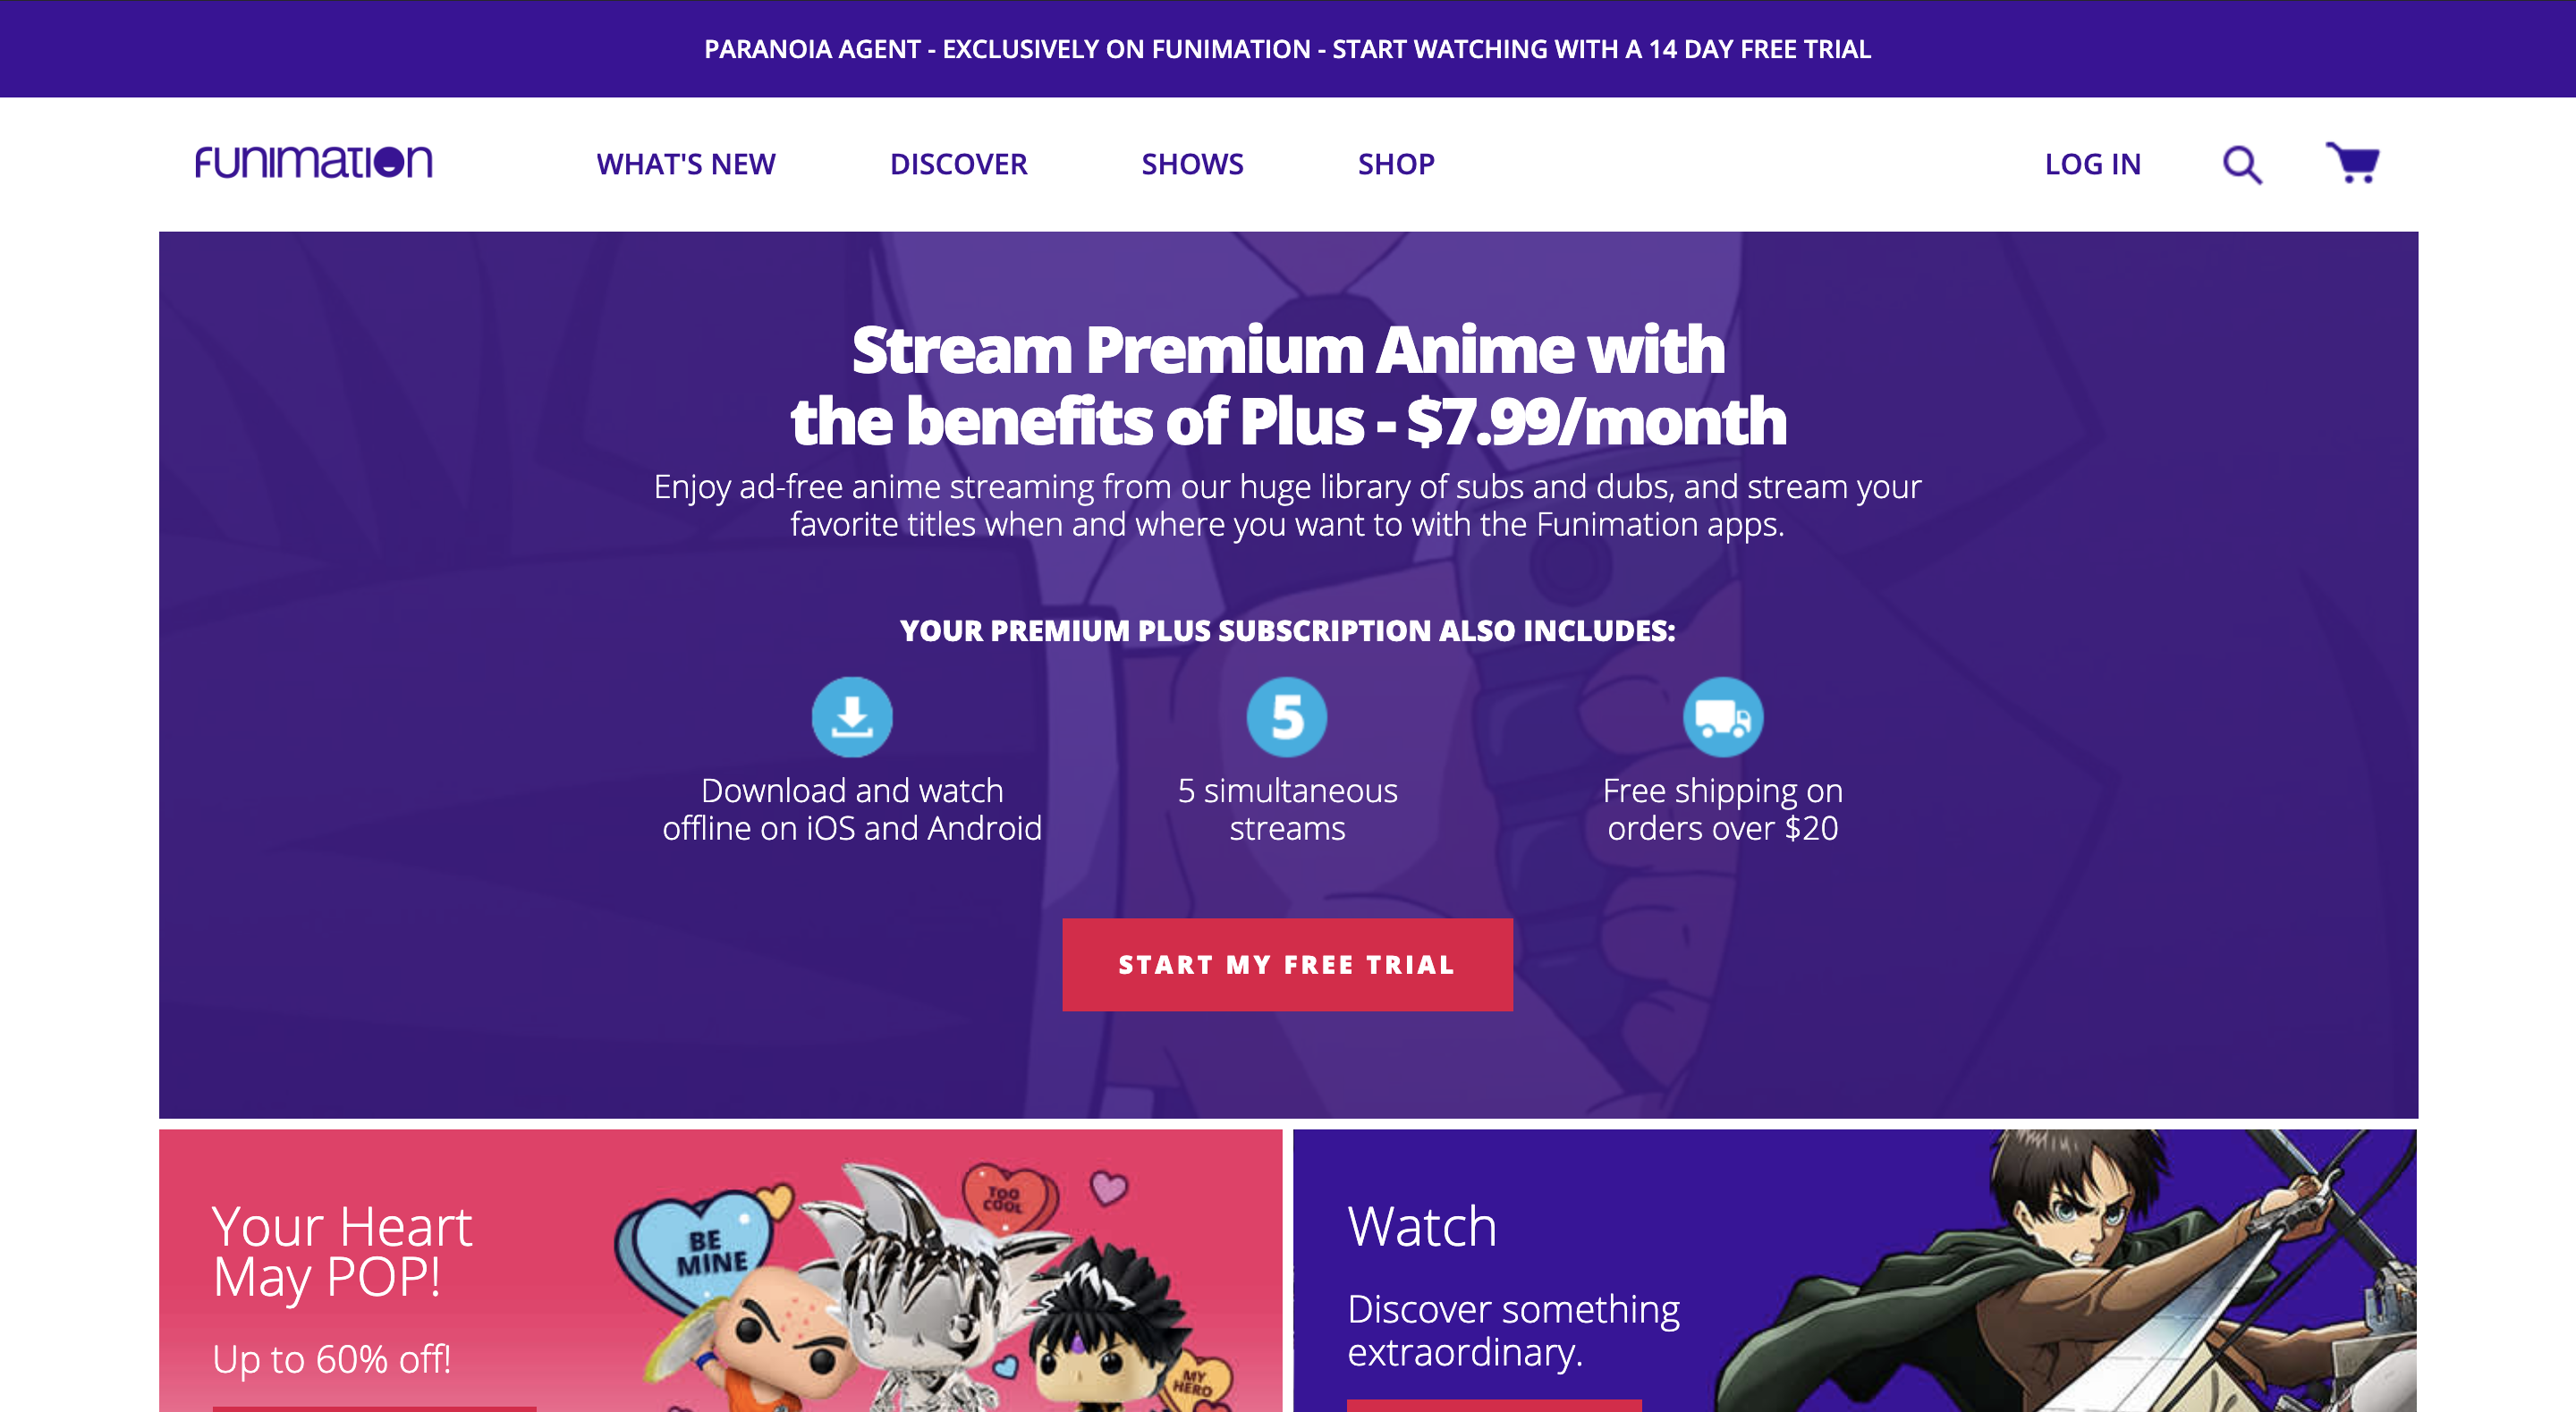 PARANOIA AGENT - EXCLUSIVELY ON FUNIMATION - START WATCHING WITH A 14 DAY FREE TRIAL
FUNIMATION
WHAT'S NEW
DISCOVER
SHOWS
SHOP
LOG IN
Stream Premium Anime with
the benefits of Plus - $7.99/month
Enjoy ad-free anime streaming from our huge library of subs and dubs, and stream your
favorite titles when and where you want to with the Funimation apps.
YOUR PREMIUM PLUS SUBSCRIPTION ALSO INCLUDES:
Download and watch
offline on iOS and Android
5
5 simultaneous
streams
Free shipping on
orders over $20
START MY FREE TRIAL
Your Heart
May POP!
Up to 60% off!
BE
MINE
TOO
COOL
MY
HERO
Watch
Discover something
extraordinary.